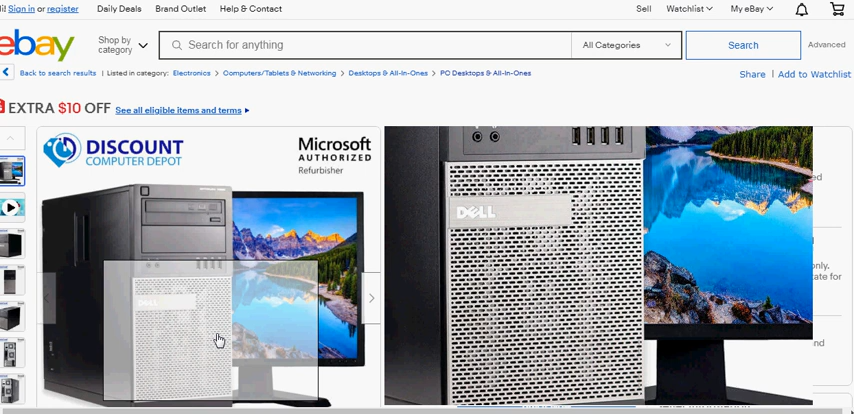 Sign in or register Daily Deals Brand Outlet Help & Contact Sell Watchlist My eBay
ebay Shop by category Search for anything All Categories Search Advanced
Back to search results | Listed in category: Electronics > Computers/Tablets & Networking > Desktops & All-In-Ones > PC Desktops & All-In-Ones
Share | Add to Watchlist
EXTRA $10 OFF See all eligible items and terms
DISCOUNT
COMPUTER DEPOT
Microsoft
AUTHORIZED
Refurbisher
DELL
DELL